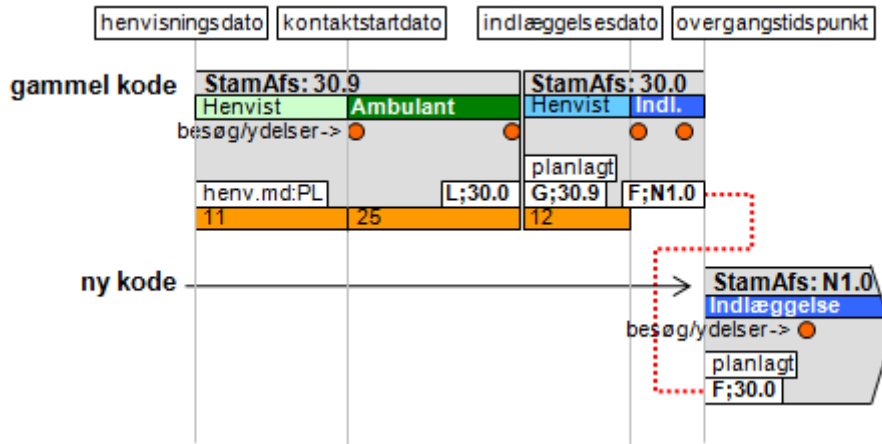 henvisningsdato kontaktstartdato indlæggelsesdato overgangstidspunkt
gammel kode StamAfs: 30.9 StamAfs: 30.0
Henvist Ambulant Henvist Indl.
besøg/ydelser->
planlagt
henv.md:PL L;30.0 G;30.9 F;N1.0
11 25 12
ny kode StamAfs: N1.0
Indlæggelse
besøg/ydelser->
planlagt
F;30.0